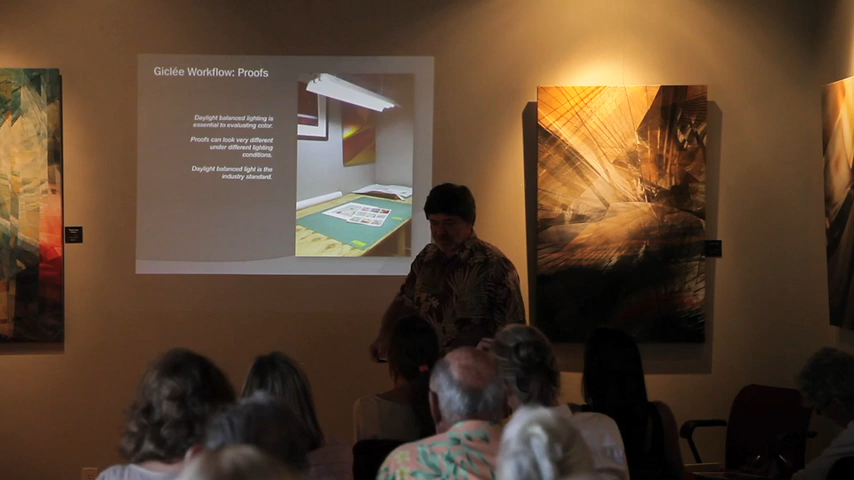 Giclée Workflow: Proofs
Daylight balanced lighting is
essential to evaluating color.
Proofs can look very different
under different lighting
conditions.
Daylight balanced light is the
industry standard.